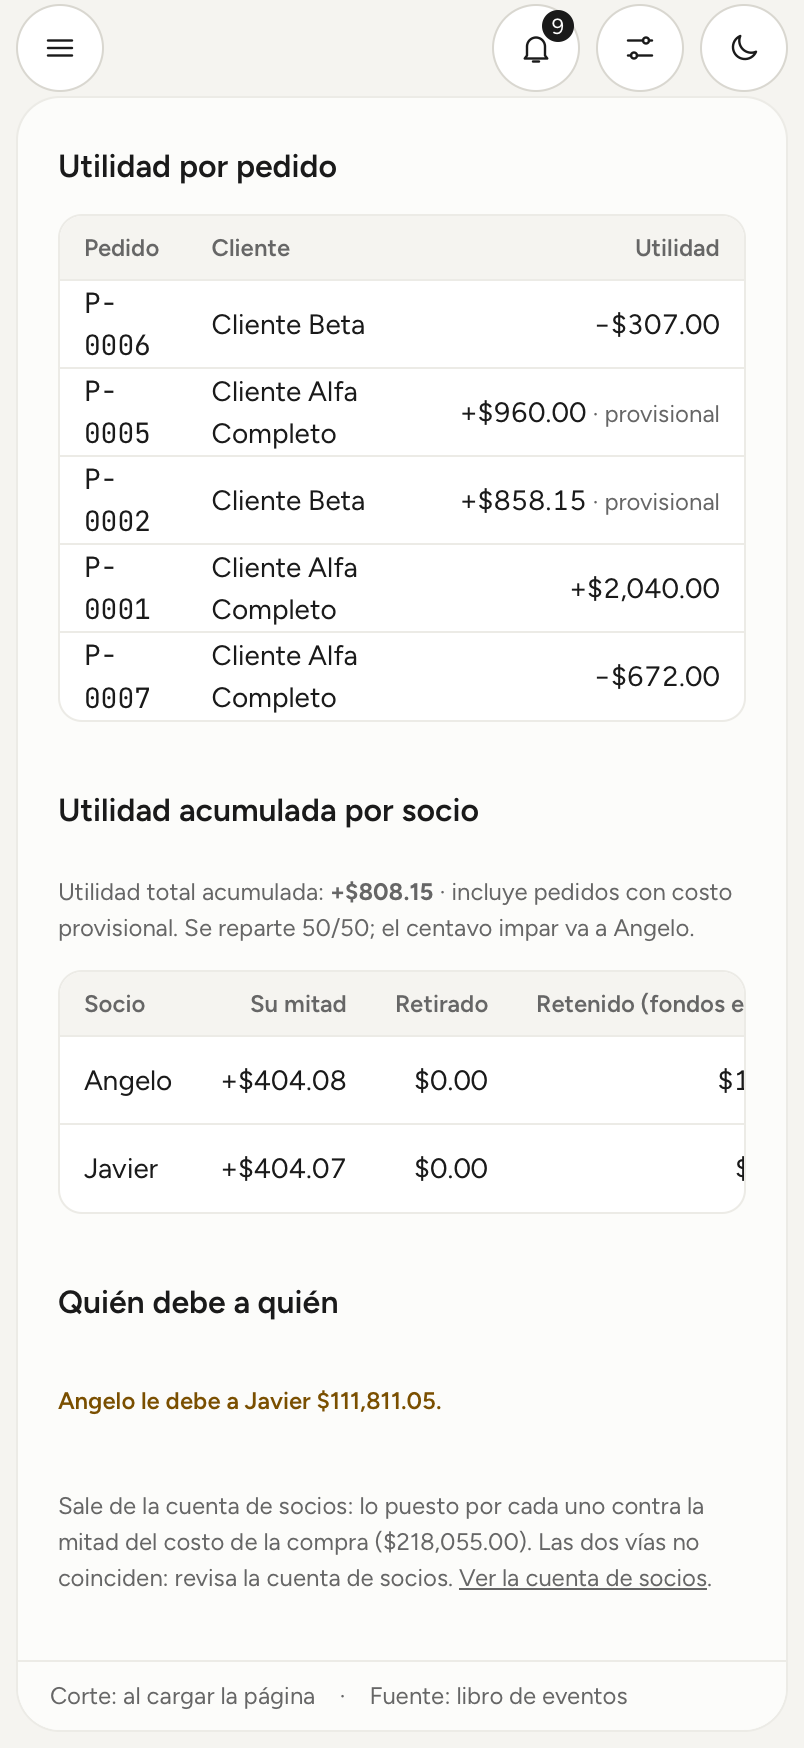 9
Utilidad por pedido
Pedido Cliente Utilidad
P-
0006
Cliente Beta
−$307.00
P-
0005
Cliente Alfa
Completo
+$960.00 · provisional
P-
0002
Cliente Beta
+$858.15 · provisional
P-
0001
Cliente Alfa
Completo
+$2,040.00
P-
0007
Cliente Alfa
Completo
−$672.00
Utilidad acumulada por socio
Utilidad total acumulada: +$808.15 · incluye pedidos con costo
provisional. Se reparte 50/50; el centavo impar va a Angelo.
Socio Su mitad Retirado Retenido (fondos e
Angelo +$404.08 $0.00 $1
Javier +$404.07 $0.00 $
Quién debe a quién
Angelo le debe a Javier $111,811.05.
Sale de la cuenta de socios: lo puesto por cada uno contra la
mitad del costo de la compra ($218,055.00). Las dos vías no
coinciden: revisa la cuenta de socios. Ver la cuenta de socios.
Corte: al cargar la página · Fuente: libro de eventos